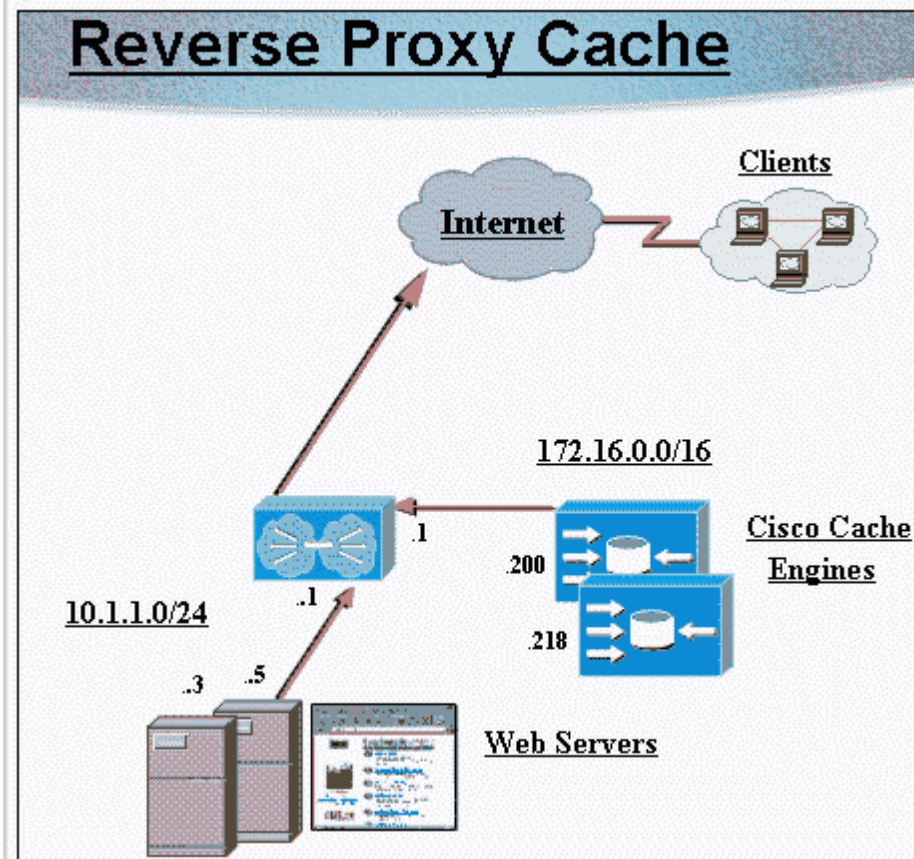 Reverse Proxy Cache
Clients
Internet
172.16.0.0/16
.1
.200
Cisco Cache
Engines
.1
10.1.1.0/24
.218
.3
.5
Web Servers